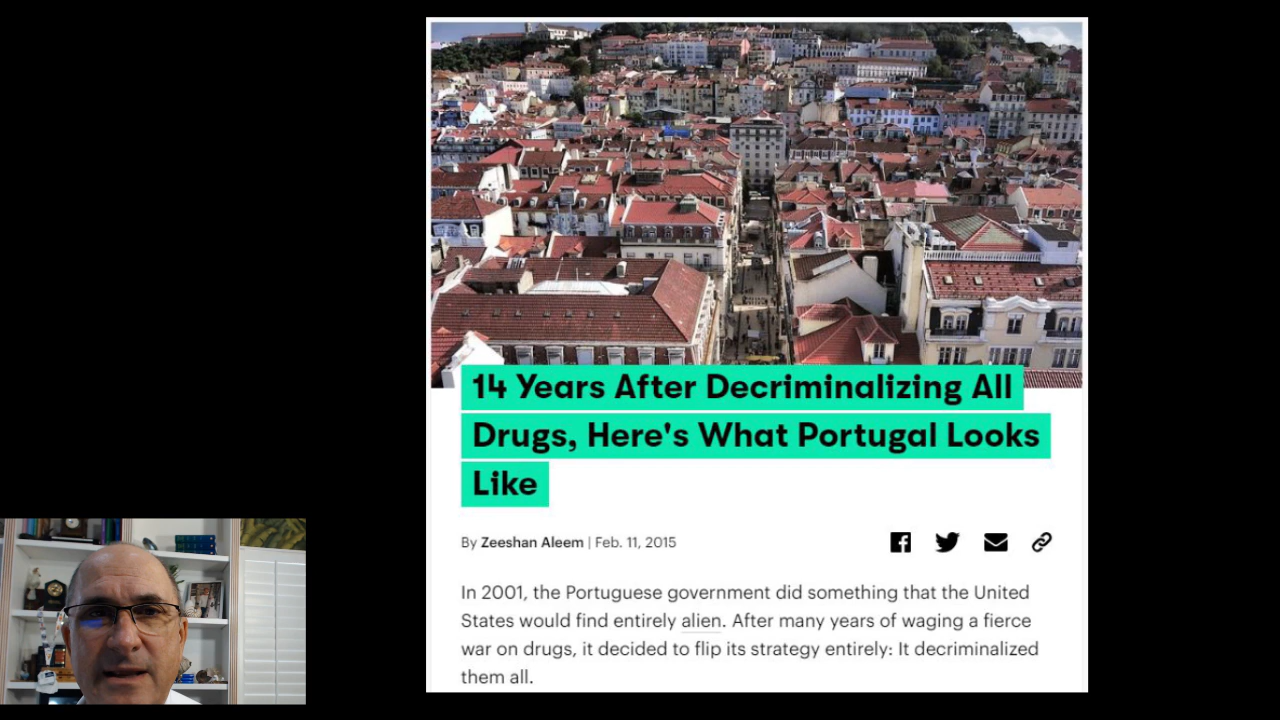 14 Years After Decriminalizing All
Drugs, Here's What Portugal Looks
Like
By Zeeshan Aleem | Feb. 11, 2015
In 2001, the Portuguese government did something that the United
States would find entirely alien. After many years of waging a fierce
war on drugs, it decided to flip its strategy entirely: It decriminalized
them all.